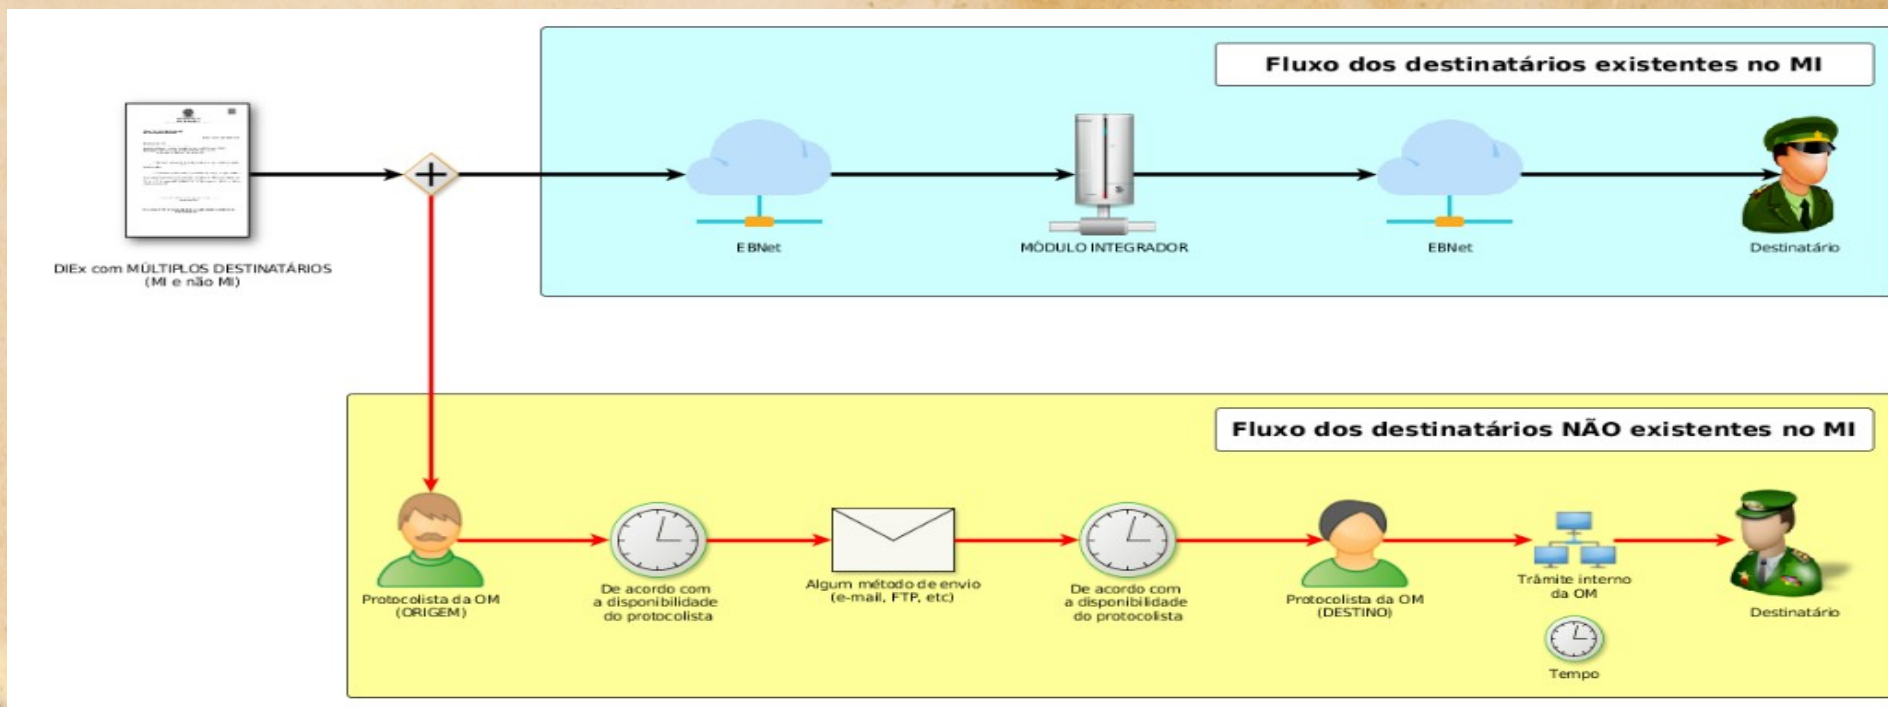 Fluxo dos destinatários existentes no MI
EBNet
MÓDULO INTEGRADOR
EBNet
Destinatário
DIEx com MÚLTIPLOS DESTINATÁRIOS
(MI e não MI)
Fluxo dos destinatários NÃO existentes no MI
Protocolista da OM
(ORIGEM)
De acordo com
a disponibilidade
do protocolista
Algum método de envio
(e-mail, FTP, etc)
De acordo com
a disponibilidade
do protocolista
Protocolista da OM
(DESTINO)
Trâmite interno
da OM
Tempo
Destinatário